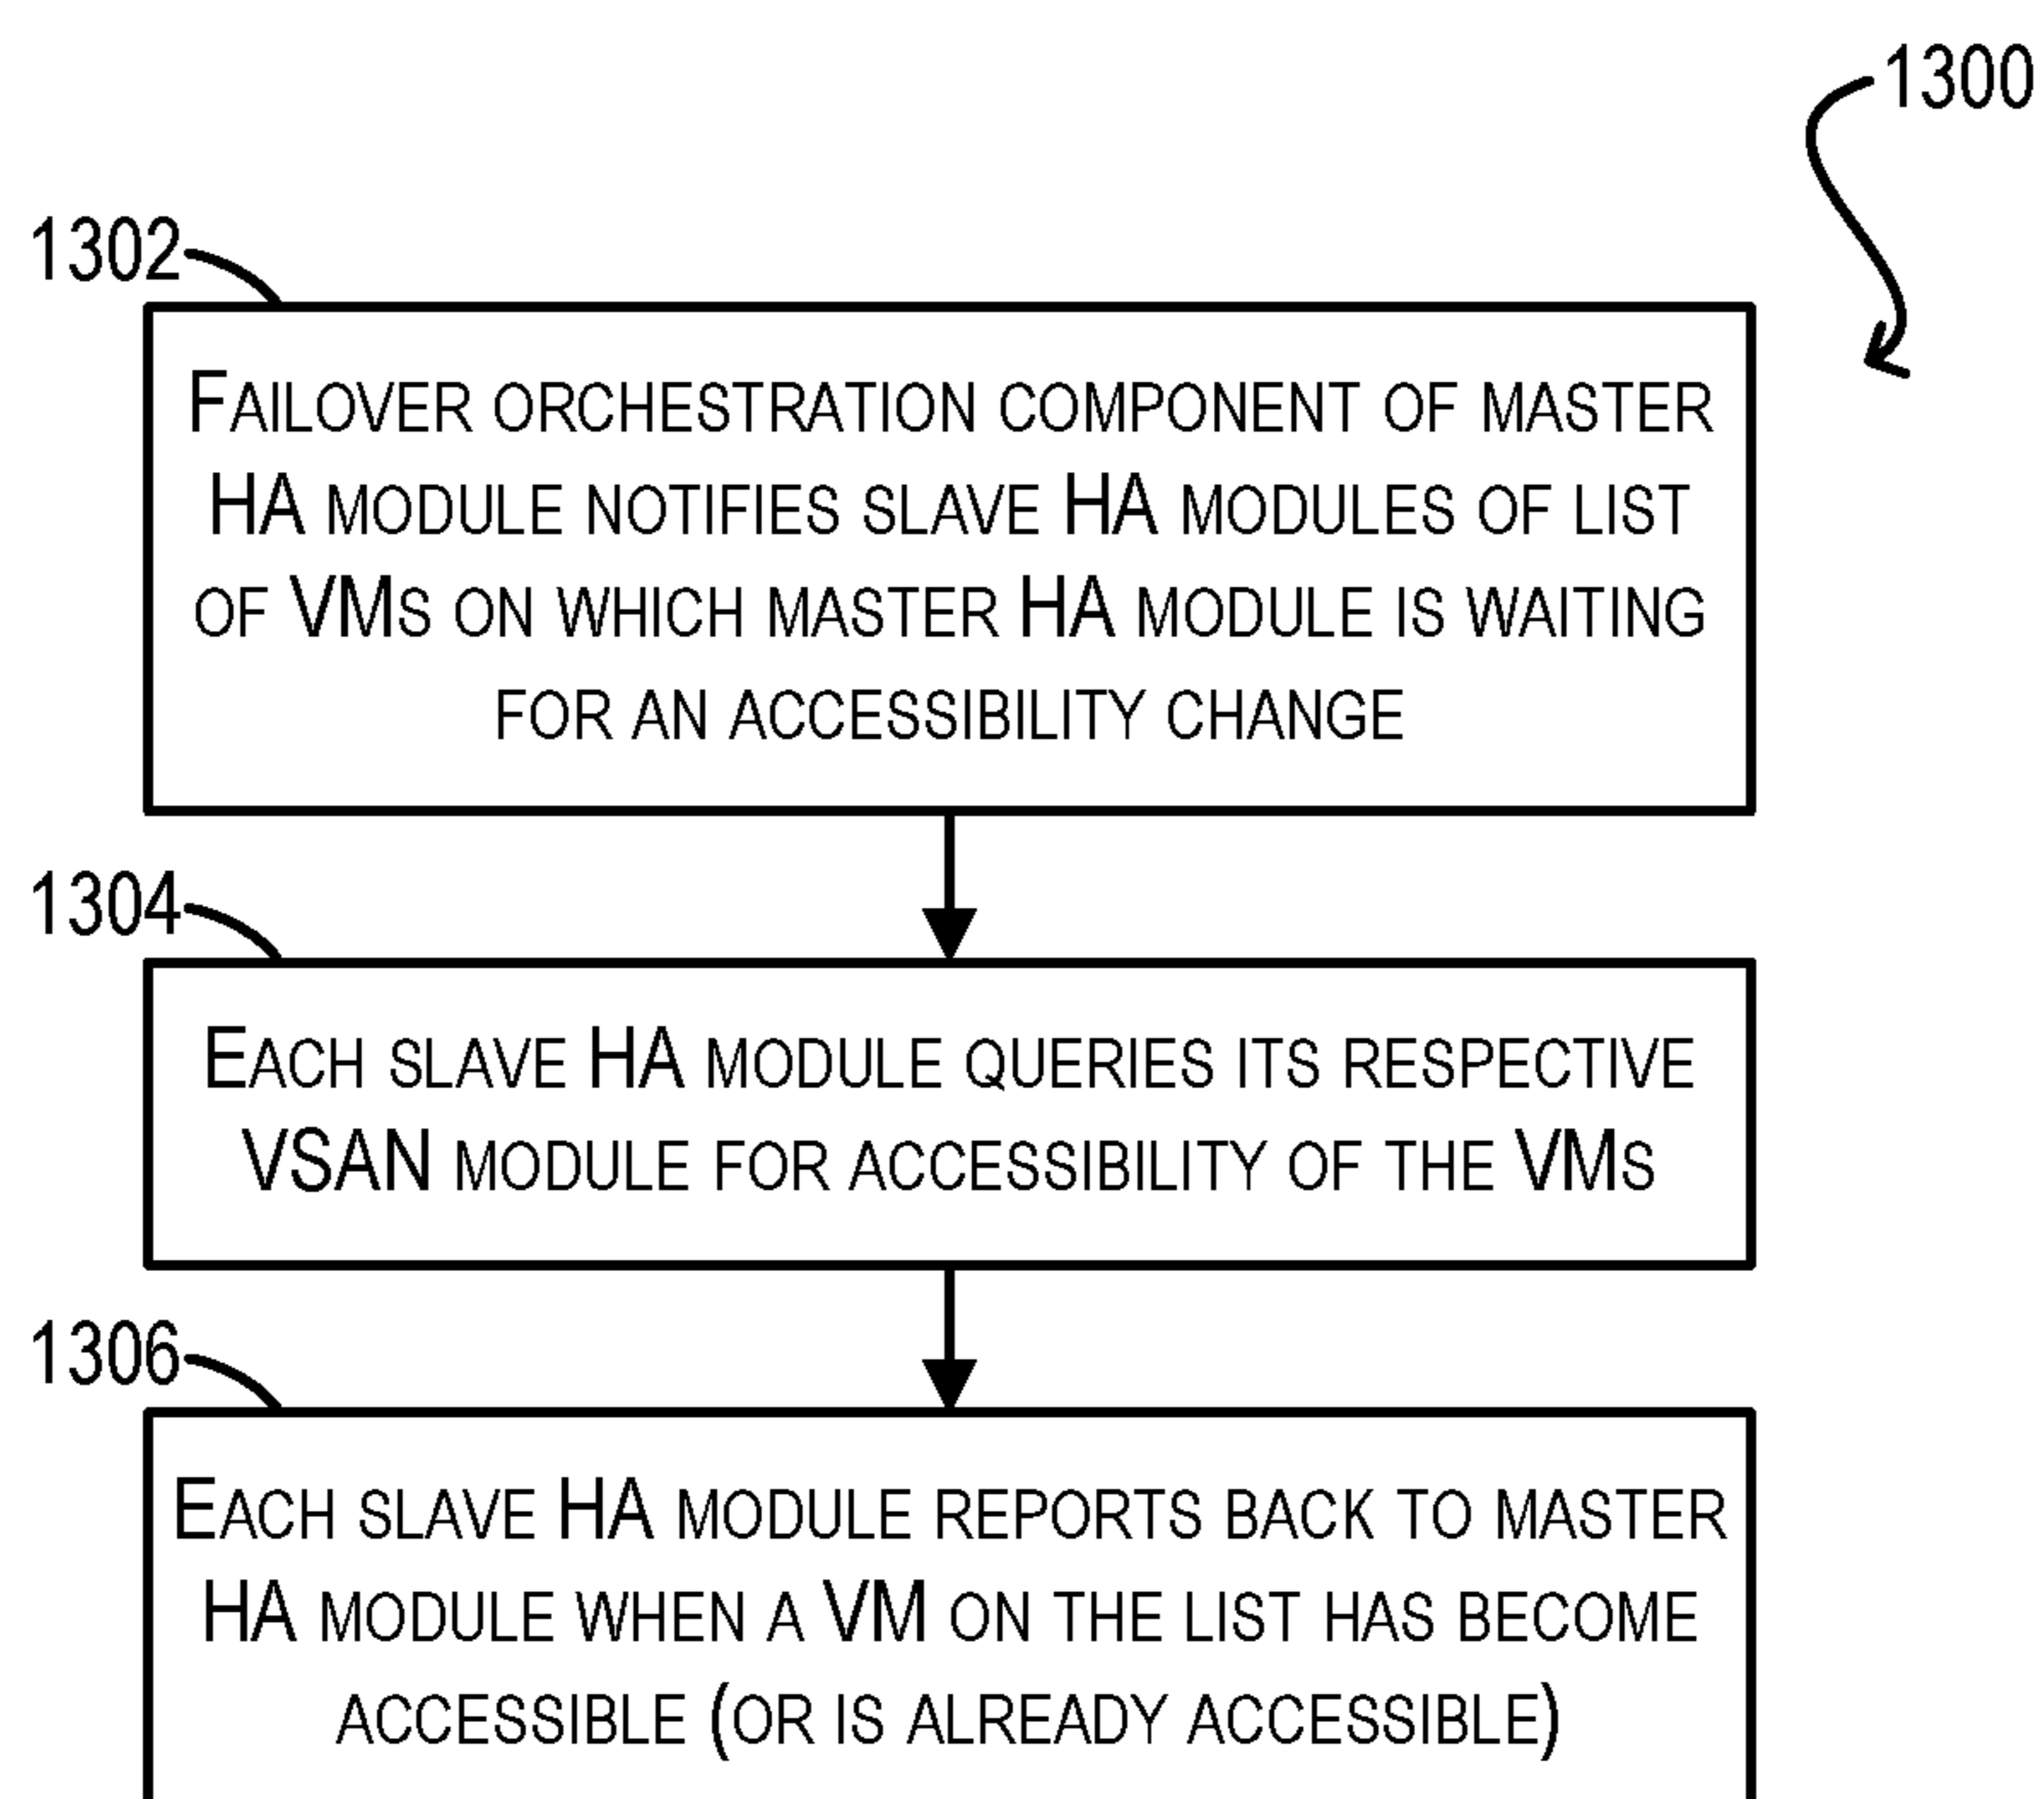 1300
1302
FAILOVER ORCHESTRATION COMPONENT OF MASTER
HA MODULE NOTIFIES SLAVE HA MODULES OF LIST
OF VMS ON WHICH MASTER HA MODULE IS WAITING
FOR AN ACCESSIBILITY CHANGE
1304
EACH SLAVE HA MODULE QUERIES ITS RESPECTIVE
VSAN MODULE FOR ACCESSIBILITY OF THE VMS
1306
EACH SLAVE HA MODULE REPORTS BACK TO MASTER
HA MODULE WHEN A VM ON THE LIST HAS BECOME
ACCESSIBLE (OR IS ALREADY ACCESSIBLE)